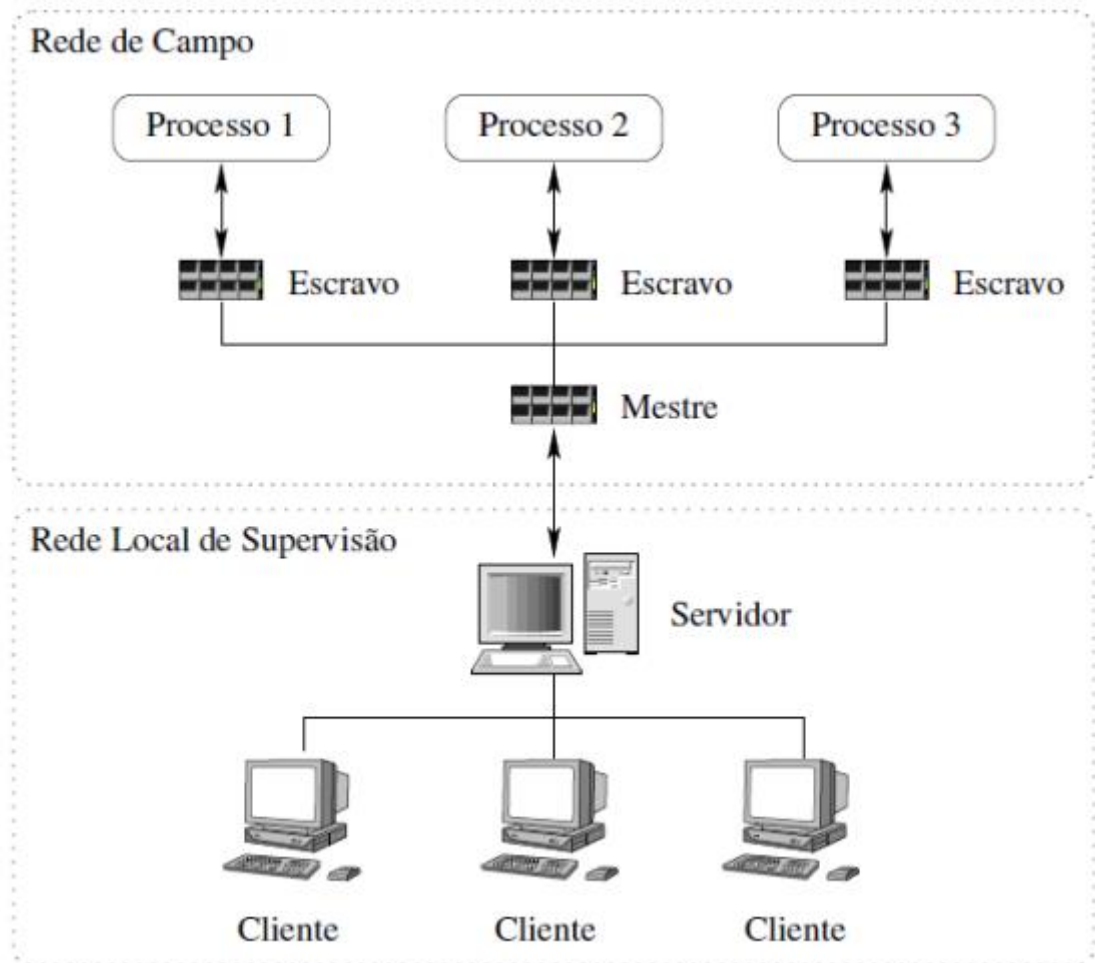 Rede de Campo
Processo 1
Processo 2
Processo 3
Escravo
Escravo
Escravo
Mestre
Rede Local de Supervisão
Servidor
Cliente
Cliente
Cliente